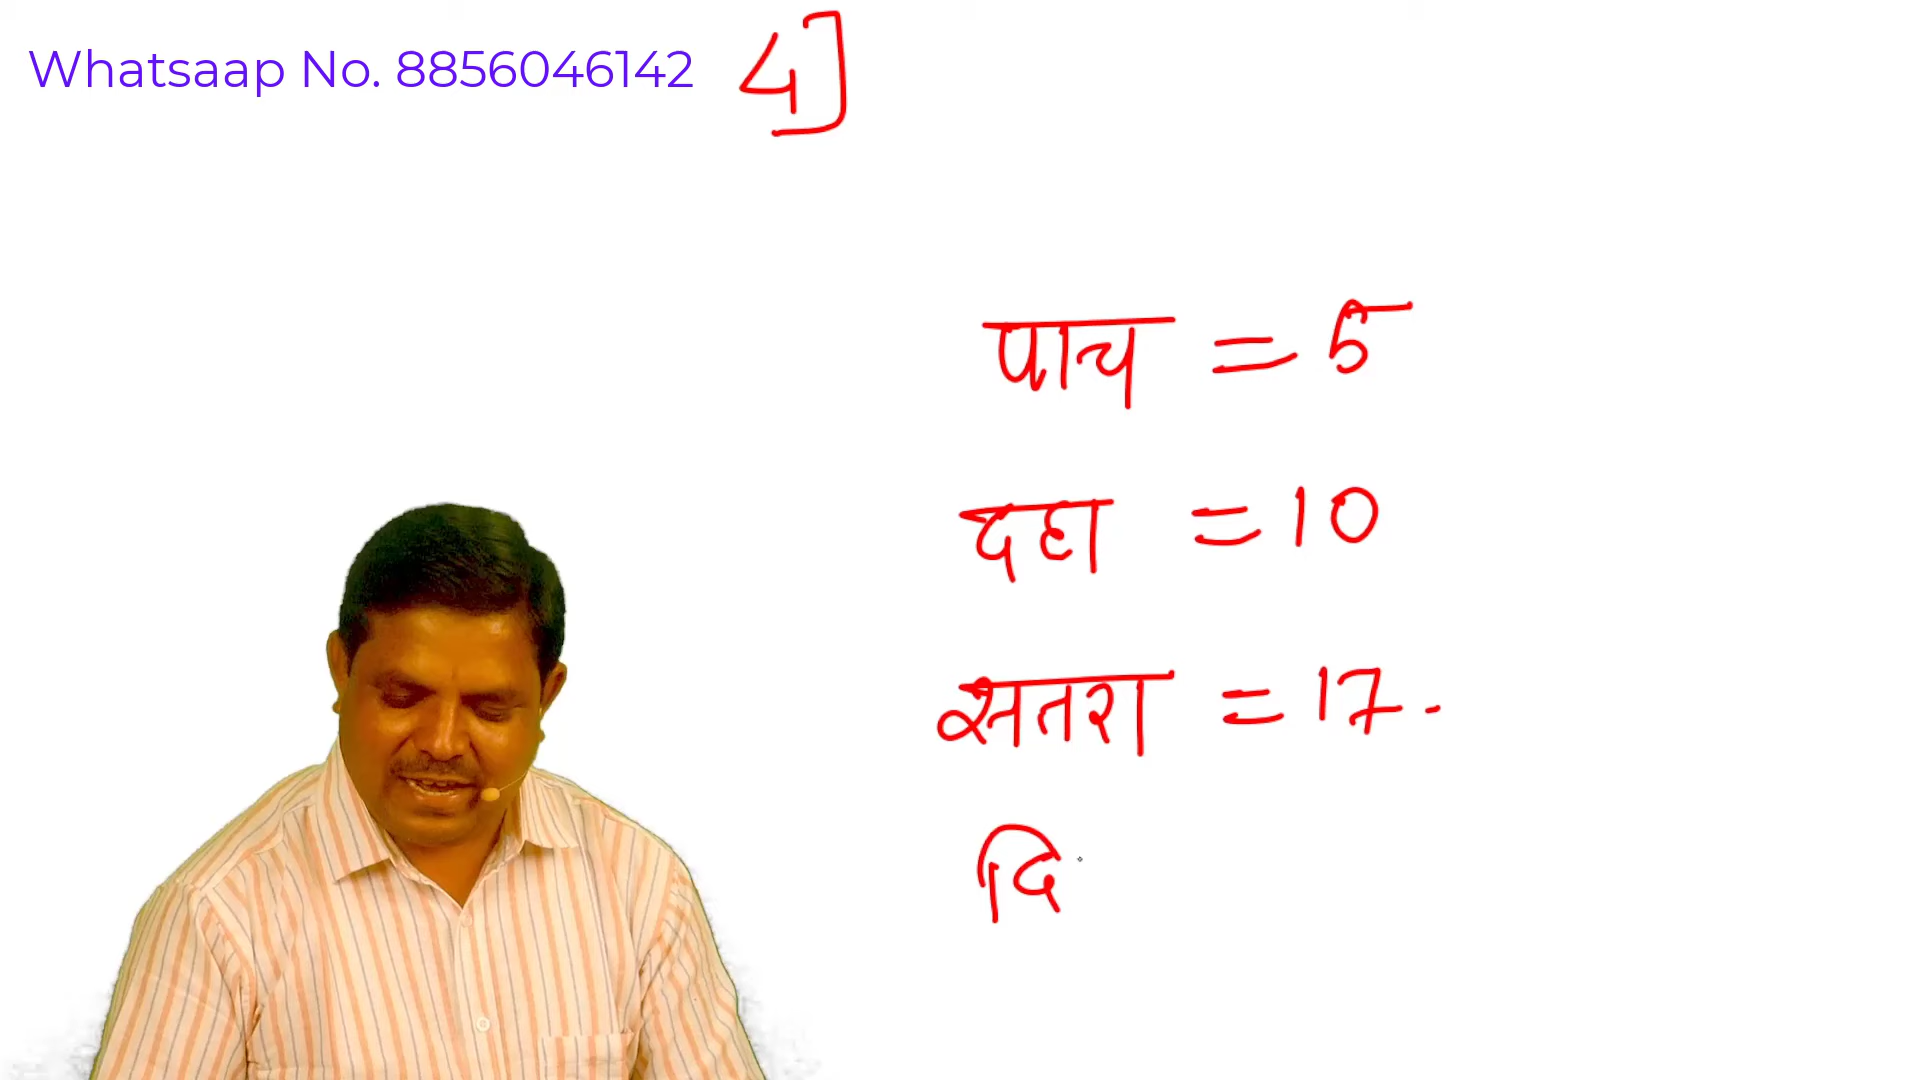 Whatsaap No. 8856046142
4]
पाच = 5
दहा = 10
सतरा = 17.
दि